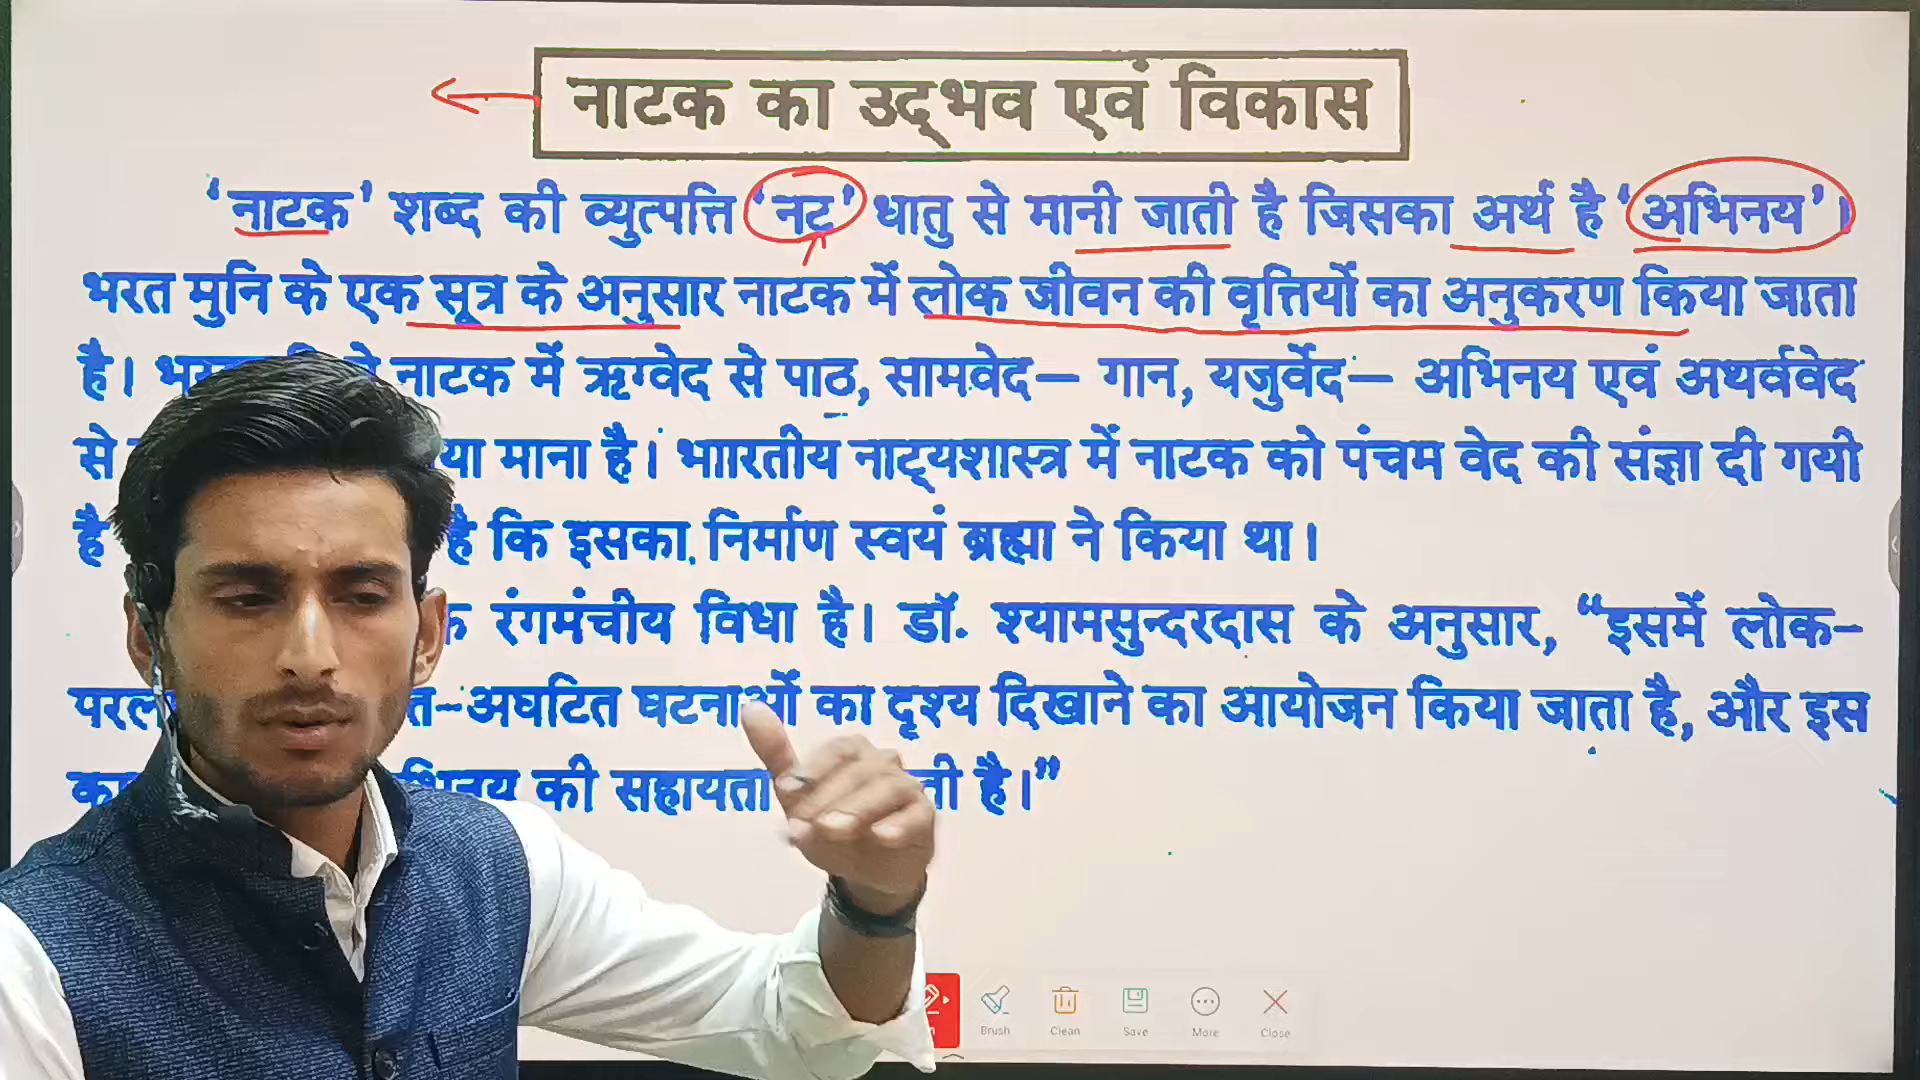 नाटक का उद्‌भव एवं विकास
'नाटक' शब्द की व्युत्पत्ति 'नट' धातु से मानी जाती है जिसका अर्थ है 'अभिनय'।
भरत मुनि के एक सूत्र के अनुसार नाटक में लोक जीवन की वृत्तियों का अनुकरण किया जाता
है। नाटक में ऋग्वेद से पाठ, सामवेद– गान, यजुर्वेद– अभिनय एवं अथर्ववेद
से माना है। भाारतीय नाट्यशास्त्र में नाटक को पंचम वेद की संज्ञा दी गयी
है है कि इसका निर्माण स्वयं ब्रह्मा ने किया था।
रंगमंचीय विधा है। डॉ. श्यामसुन्दरदास के अनुसार, "इसमें लोक–
अघटित घटनाओं का दृश्य दिखाने का आयोजन किया जाता है, और इस
की सहायता है।"
Brush Clean Save More Close